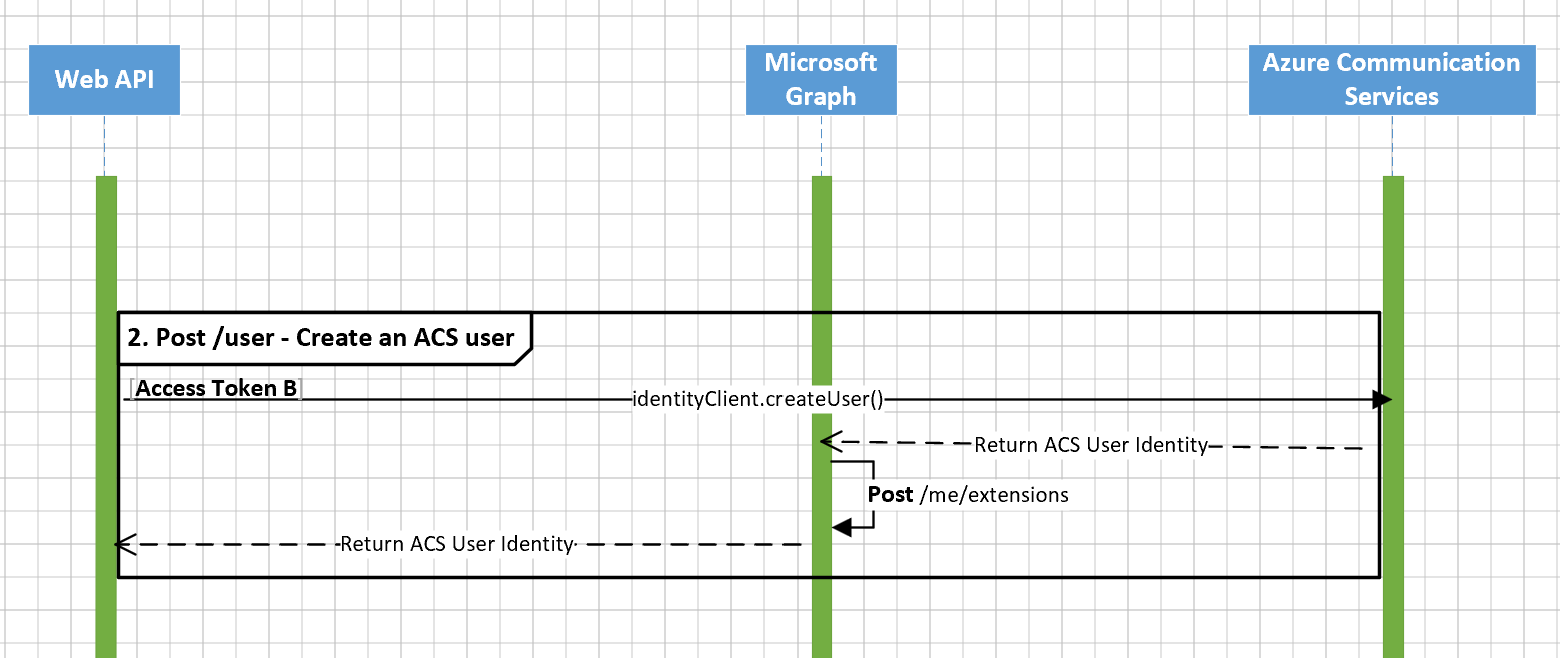 Web API
Microsoft
Graph
Azure Communication
Services
2. Post /user - Create an ACS user
[Access Token B]
identityClient.createUser()
Return ACS User Identity
Post /me/extensions
Return ACS User Identity